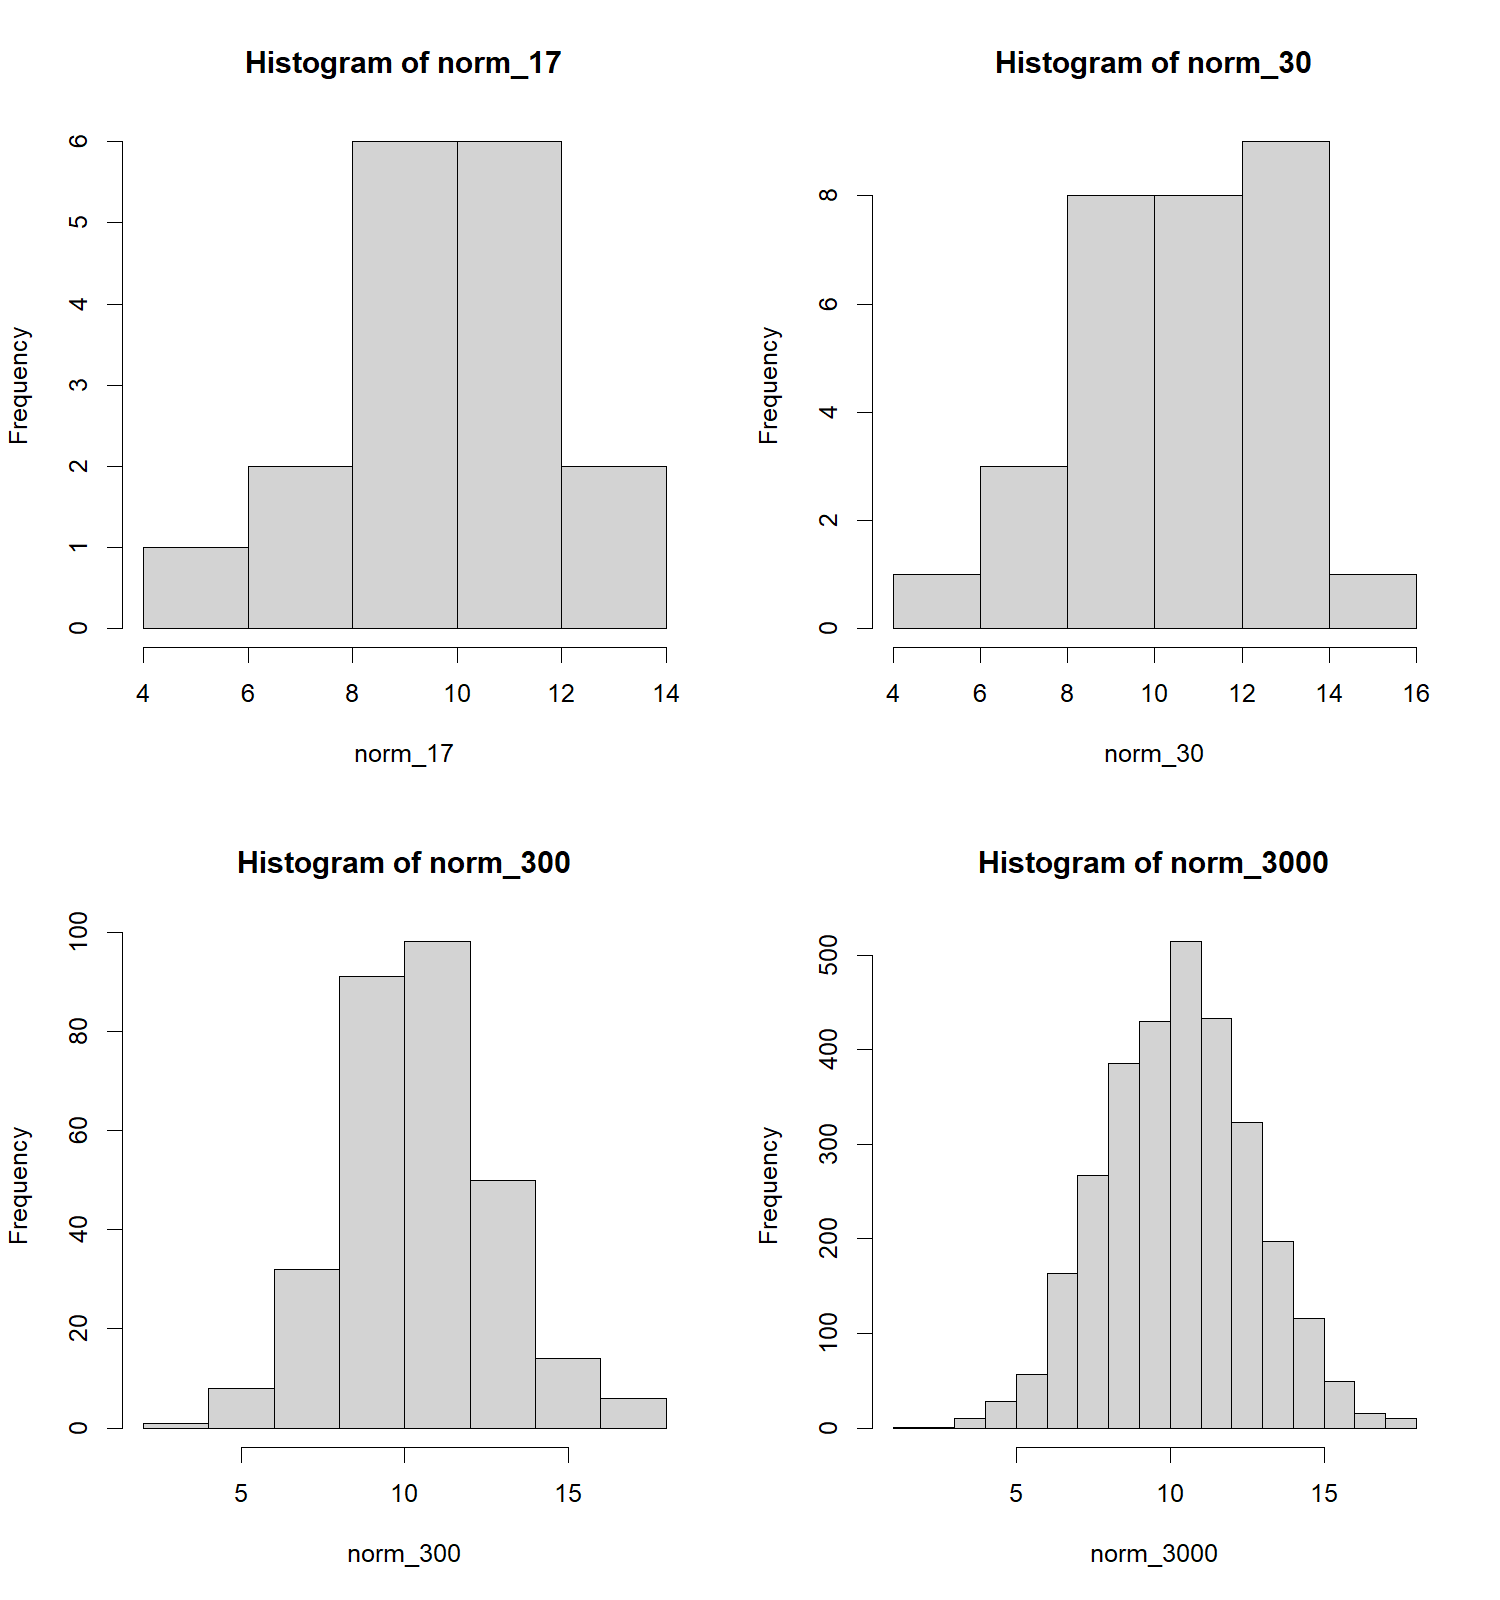 Histogram of norm_17
Frequency
0 1 2 3 4 5 6
4 6 8 10 12 14
norm_17
Histogram of norm_30
Frequency
0 2 4 6 8
4 6 8 10 12 14 16
norm_30
Histogram of norm_300
Frequency
0 20 40 60 80 100
5 10 15
norm_300
Histogram of norm_3000
Frequency
0 100 200 300 400 500
5 10 15
norm_3000